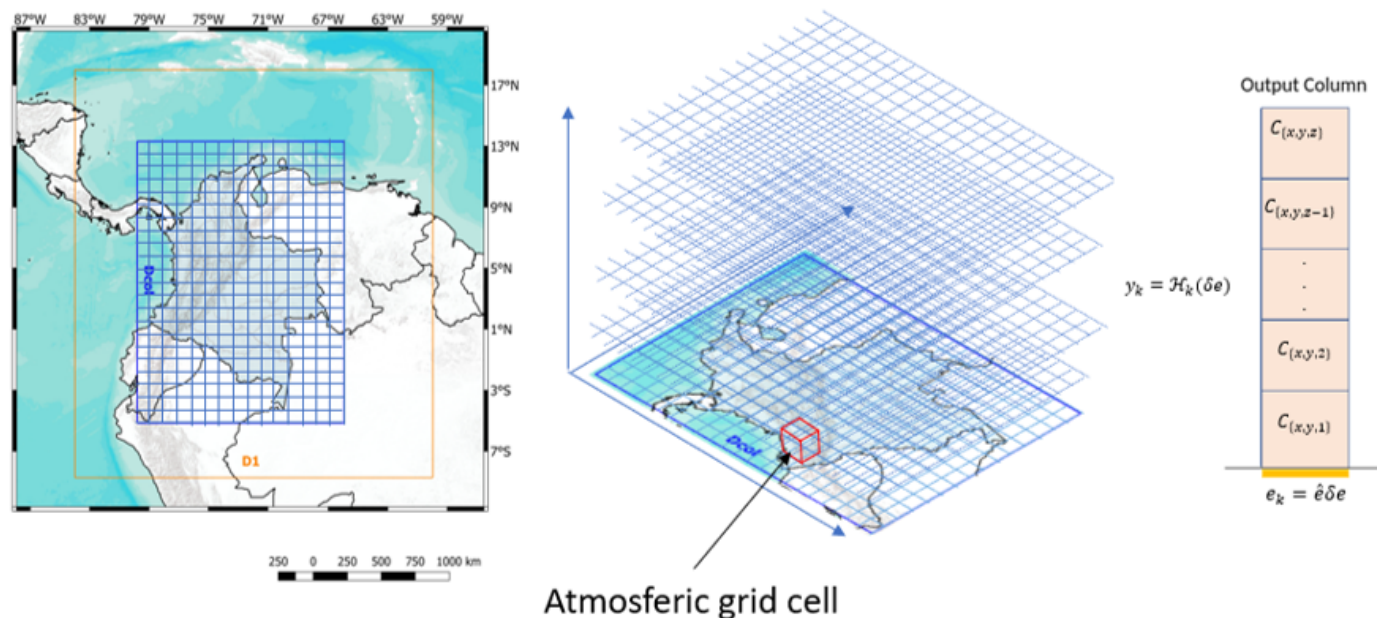 87°W 83°W 79°W 75°W 71°W 67°W 63°W 59°W
17°N
13°N
9°N
5°N
1°N
3°S
7°S
Dcol
D1
250 0 250 500 750 1000 km
Dcol
Atmosferic grid cell
Output Column
C(x,y,z)
C(x,y,z−1)
.
.
.
C(x,y,2)
C(x,y,1)
y_k = ℋ_k(δe)
e_k = êδe